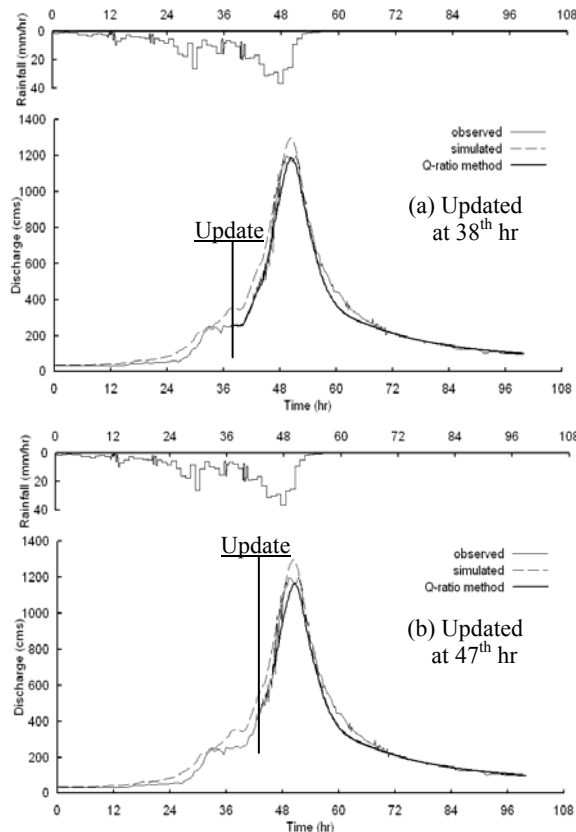 0 12 24 36 48 60 72 84 96 108
0
20
40
Rainfall (mm/hr)
1400
1200
1000
800
600
400
200
0
Discharge (cms)
observed
simulated
Q-ratio method
(a) Updated
at 38th hr
Update
0 12 24 36 48 60 72 84 96 108
Time (hr)
0 12 24 36 48 60 72 84 96 108
0
20
40
Rainfall (mm/hr)
1400
1200
1000
800
600
400
200
0
Discharge (cms)
Update
observed
simulated
Q-ratio method
(b) Updated
at 47th hr
0 12 24 36 48 60 72 84 96 108
Time (hr)